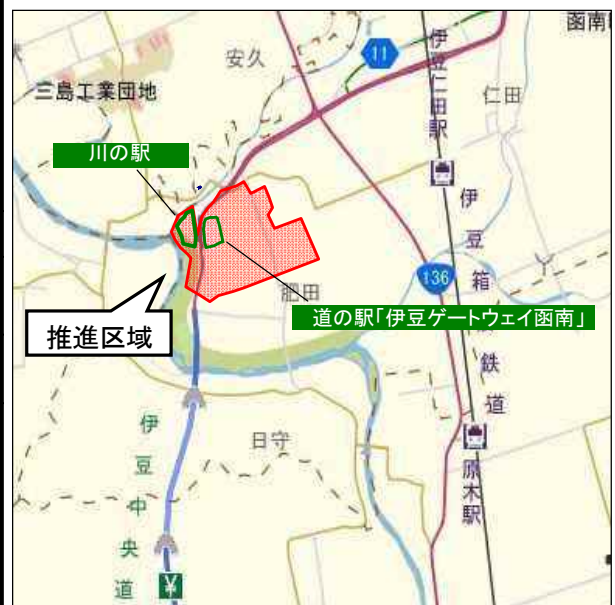 函南
安久
11
伊豆仁田駅
仁田
三島工業団地
川の駅
伊豆箱
136
肥田
道の駅「伊豆ゲートウェイ函南」
推進区域
鉄道
日守
伊豆中央道
原木駅
¥